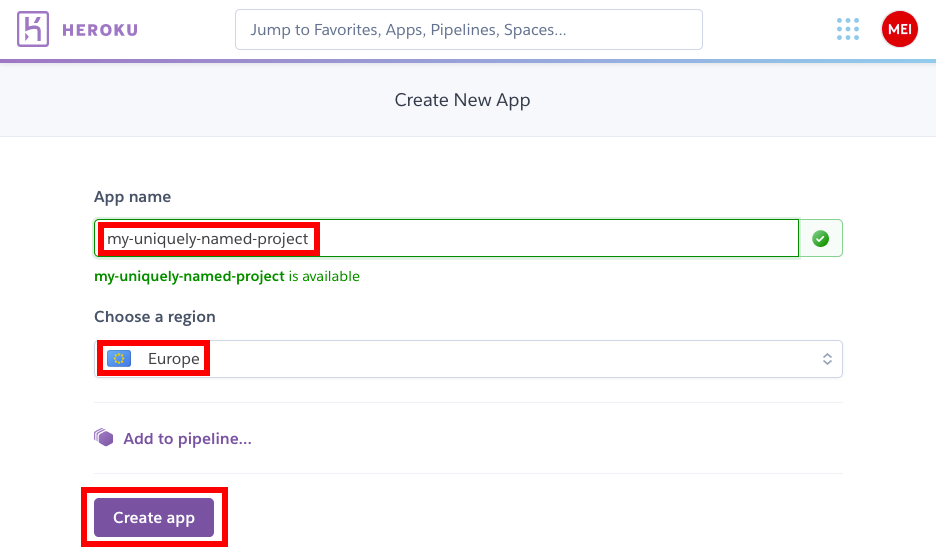 HEROKU
Jump to Favorites, Apps, Pipelines, Spaces...
MEI
Create New App
App name
my-uniquely-named-project
my-uniquely-named-project is available
Choose a region
Europe
Add to pipeline...
Create app